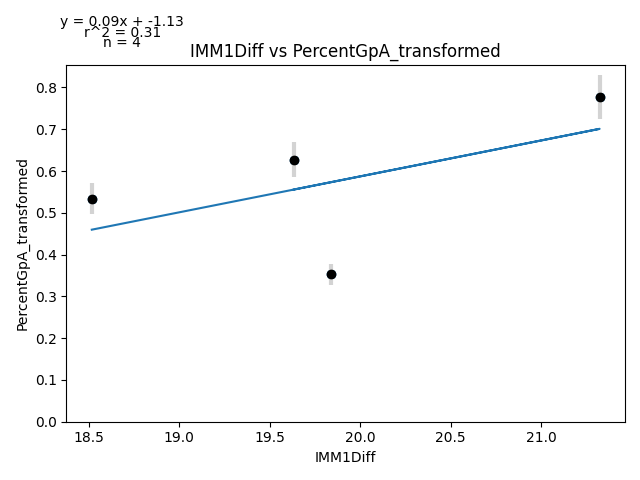 y = 0.09x + -1.13
r^2 = 0.31
n = 4
IMM1Diff vs PercentGpA_transformed
0.8
0.7
0.6
0.5
0.4
0.3
0.2
0.1
0.0
PercentGpA_transformed
18.5 19.0 19.5 20.0 20.5 21.0
IMM1Diff